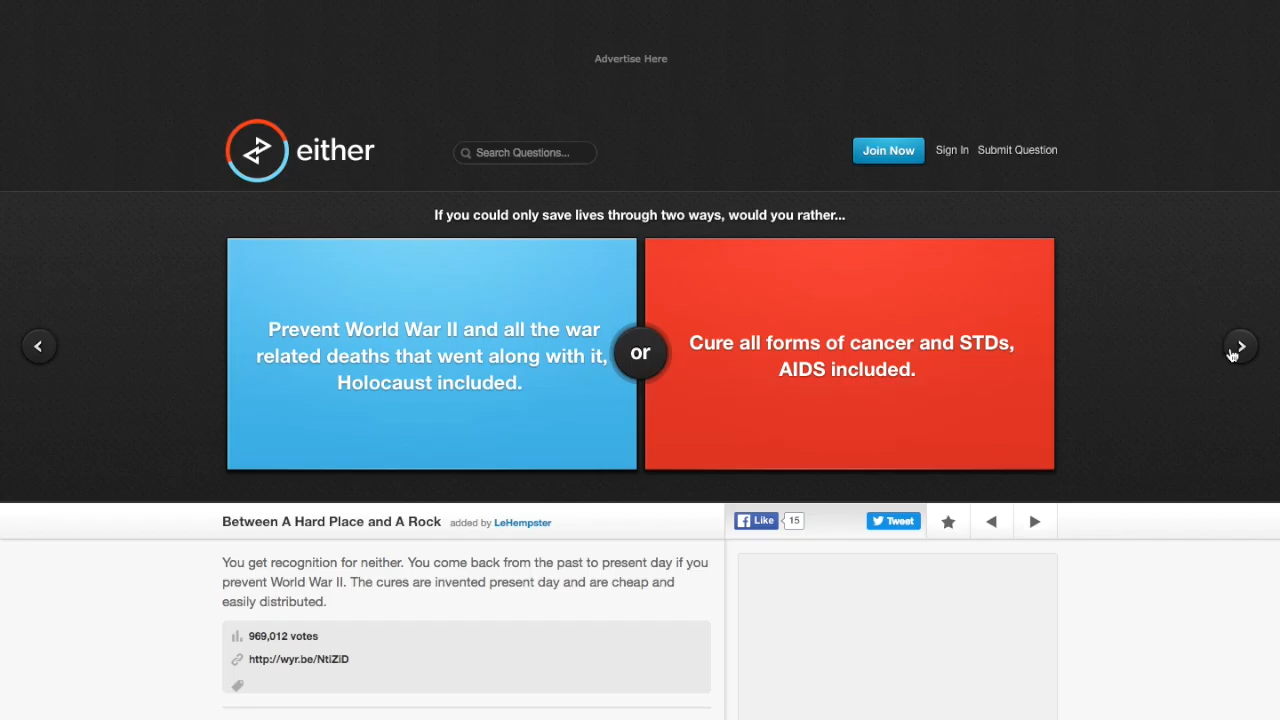 Advertise Here
either
Search Questions...
Join Now
Sign In
Submit Question
If you could only save lives through two ways, would you rather...
Prevent World War II and all the war
related deaths that went along with it,
Holocaust included.
or
Cure all forms of cancer and STDs,
AIDS included.
Between A Hard Place and A Rock added by LeHempster
Like 15
Tweet
You get recognition for neither. You come back from the past to present day if you
prevent World War II. The cures are invented present day and are cheap and
easily distributed.
969,012 votes
http://wyr.be/NtiZiD